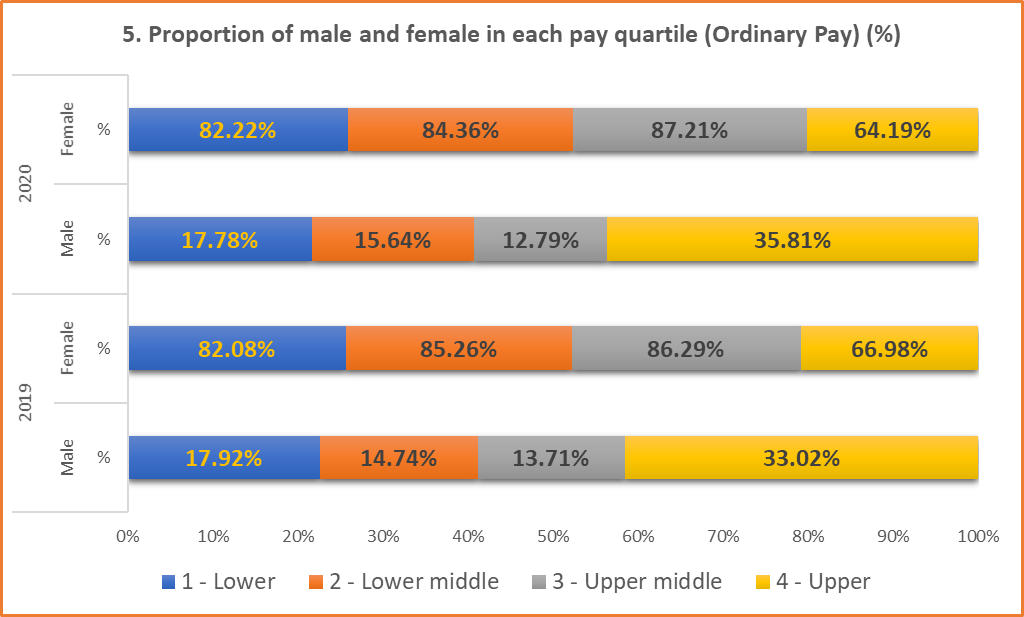 5. Proportion of male and female in each pay quartile (Ordinary Pay) (%)
2020
Female
%
82.22% 84.36% 87.21% 64.19%
Male
%
17.78% 15.64% 12.79% 35.81%
2019
Female
%
82.08% 85.26% 86.29% 66.98%
Male
%
17.92% 14.74% 13.71% 33.02%
0% 10% 20% 30% 40% 50% 60% 70% 80% 90% 100%
1 - Lower 2 - Lower middle 3 - Upper middle 4 - Upper